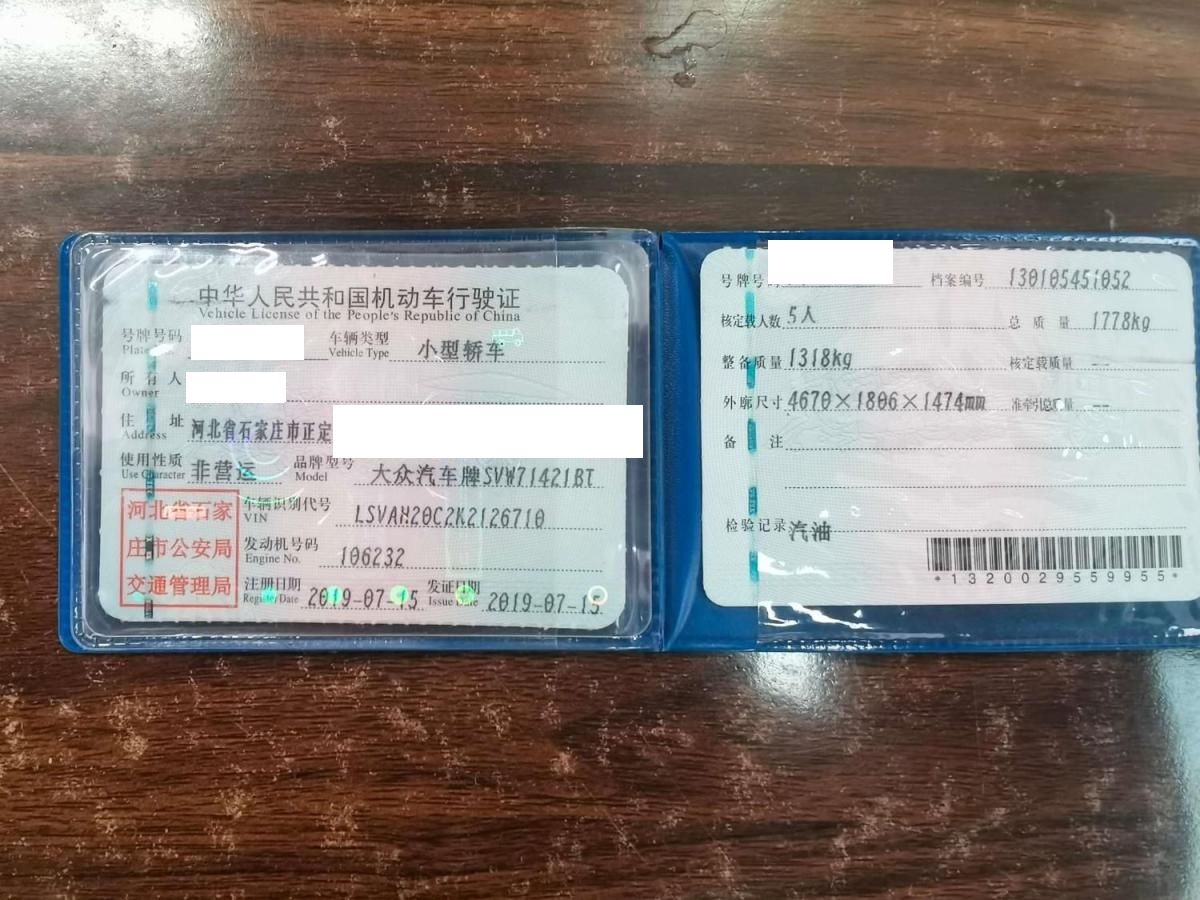 中华人民共和国机动车行驶证
Vehicle License of the People's Republic of China
号牌号码 车辆类型 小型轿车
Plate Vehicle Type
所有人
Owner
住址 河北省石家庄市正定
Address
使用性质 非营运 品牌型号 大众汽车牌SVW71421BT
Use Character Model
河北省石家
庄市公安局
交通管理局
车辆识别代号 LSVAN20C2K2126710
VIN
发动机号码 106232
Engine No.
注册日期 2019-07-15 发证日期 2019-07-15
Register Date Issue Date
号牌号 档案编号 130105451052
核定载人数 5人 总质量 1778kg
整备质量 1318kg 核定载质量 --
外廓尺寸 4670×1806×1474mm 准牵引总质量 --
备注
检验记录 汽油
*1320029559955*